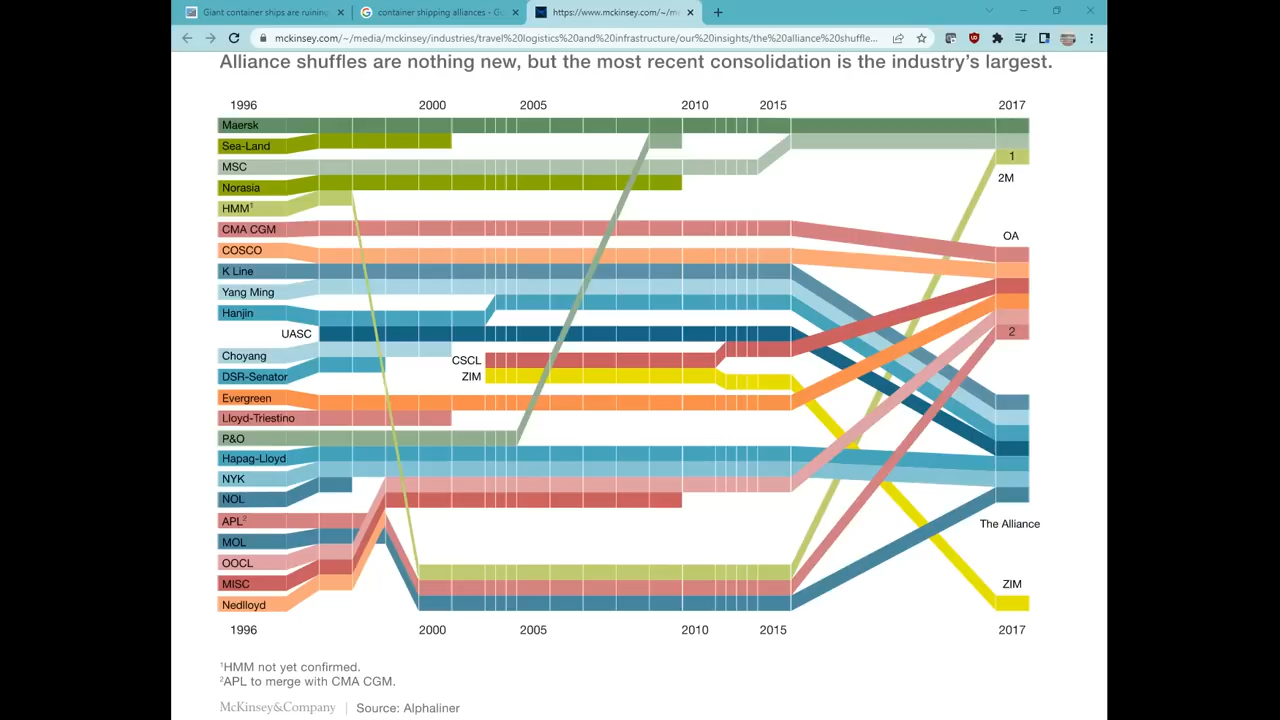 Giant container ships are ruining
container shipping alliances - Go
https://www.mckinsey.com/~/m
mckinsey.com/~/media/mckinsey/industries/travel%20logistics%20and%20infrastructure/our%20insights/the%20alliance%20shuffle...
Alliance shuffles are nothing new, but the most recent consolidation is the industry's largest.
1996 2000 2005 2010 2015 2017
Maersk
Sea-Land
MSC
1
Norasia
2M
HMM¹
CMA CGM
OA
COSCO
K Line
Yang Ming
Hanjin
UASC
2
Choyang
CSCL
DSR-Senator
ZIM
Evergreen
Lloyd-Triestino
P&O
Hapag-Lloyd
NYK
NOL
APL²
The Alliance
MOL
OOCL
MISC
ZIM
Nedlloyd
1996 2000 2005 2010 2015 2017
¹HMM not yet confirmed.
²APL to merge with CMA CGM.
McKinsey&Company | Source: Alphaliner